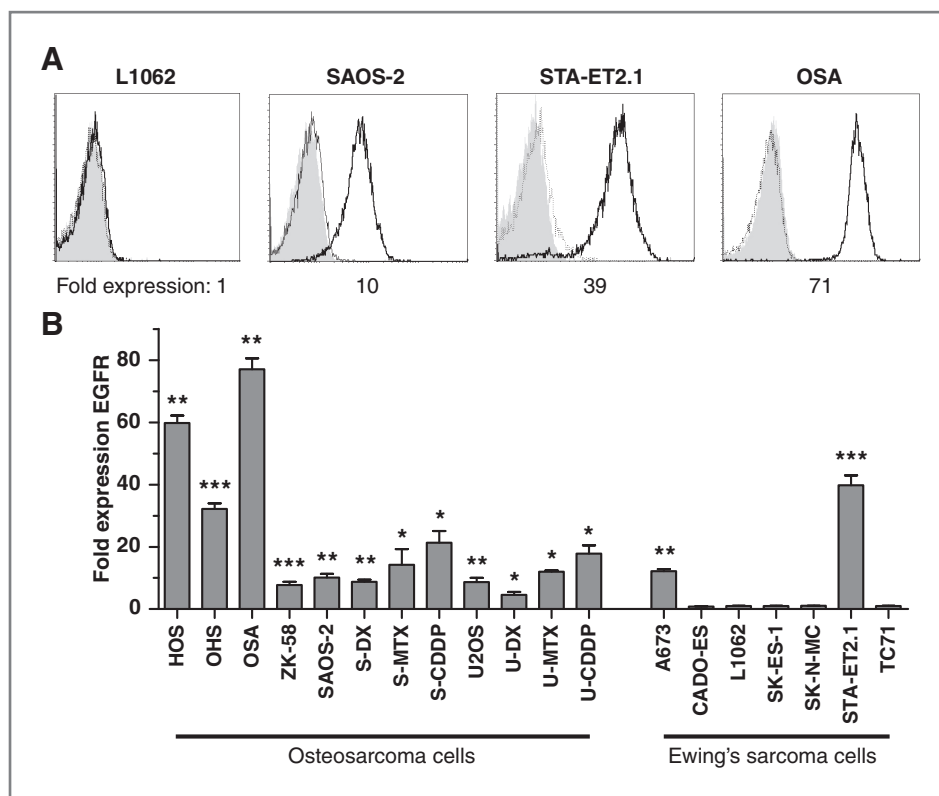 A
L1062 SAOS-2 STA-ET2.1 OSA
Fold expression: 1 10 39 71
B
Fold expression EGFR
80
60
40
20
0
** *** ** *** ** ** * * ** * * * ** ***
HOS OHS OSA ZK-58 SAOS-2 S-DX S-MTX S-CDDP U2OS U-DX U-MTX U-CDDP A673 CADO-ES L1062 SK-ES-1 SK-N-MC STA-ET2.1 TC71
Osteosarcoma cells Ewing's sarcoma cells